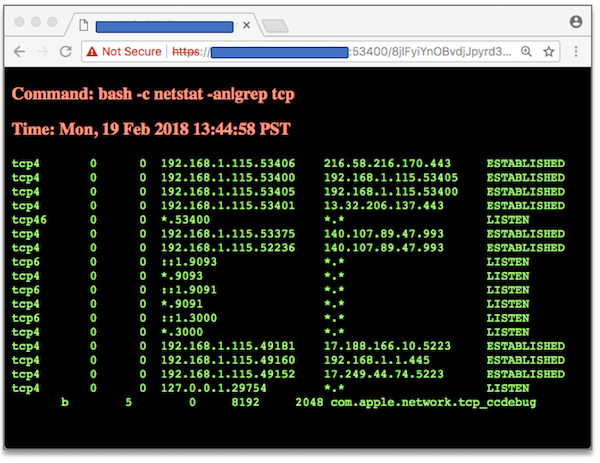 Not Secure https://
:53400/8jlFyiYnOBvdjJpyrd3...
Command: bash -c netstat -an|grep tcp
Time: Mon, 19 Feb 2018 13:44:58 PST
tcp4 0 0 192.168.1.115.53406 216.58.216.170.443 ESTABLISHED
tcp4 0 0 192.168.1.115.53400 192.168.1.115.53405 ESTABLISHED
tcp4 0 0 192.168.1.115.53405 192.168.1.115.53400 ESTABLISHED
tcp4 0 0 192.168.1.115.53401 13.32.206.137.443 ESTABLISHED
tcp46 0 0 *.53400 *.* LISTEN
tcp4 0 0 192.168.1.115.53375 140.107.89.47.993 ESTABLISHED
tcp4 0 0 192.168.1.115.52236 140.107.89.47.993 ESTABLISHED
tcp6 0 0 ::1.9093 *.* LISTEN
tcp4 0 0 *.9093 *.* LISTEN
tcp6 0 0 ::1.9091 *.* LISTEN
tcp4 0 0 *.9091 *.* LISTEN
tcp6 0 0 ::1.3000 *.* LISTEN
tcp4 0 0 *.3000 *.* LISTEN
tcp4 0 0 192.168.1.115.49181 17.188.166.10.5223 ESTABLISHED
tcp4 0 0 192.168.1.115.49160 192.168.1.1.445 ESTABLISHED
tcp4 0 0 192.168.1.115.49152 17.249.44.74.5223 ESTABLISHED
tcp4 0 0 127.0.0.1.29754 *.* LISTEN
b 5 0 8192 2048 com.apple.network.tcp_ccdebug